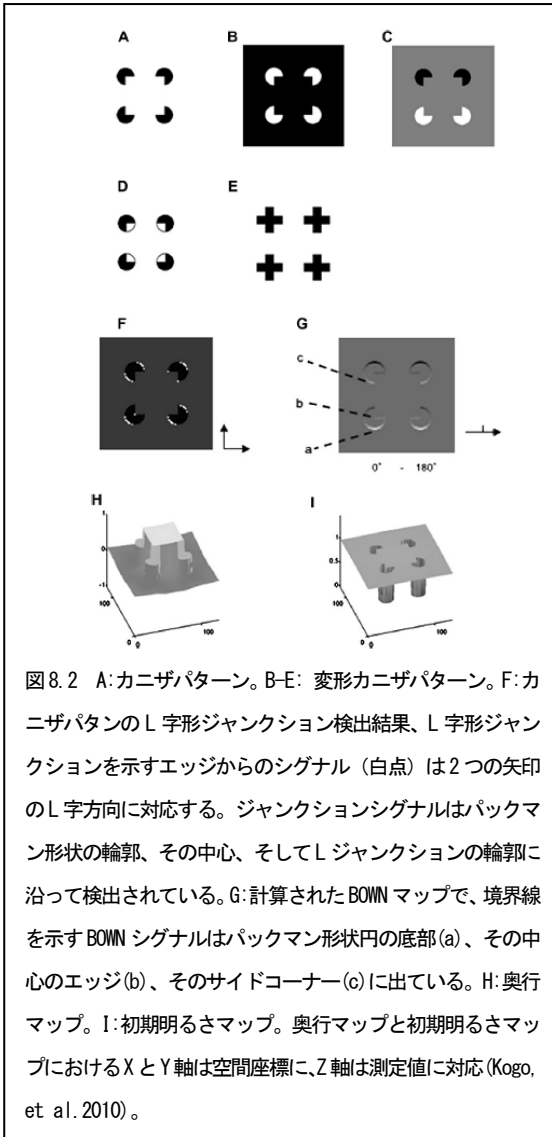 A
B
C
D
E
F
G
c
b
a
0° - 180°
H
I
1
0
-1
100
0
0
100
1
0.5
0
100
0
0
100
図8.2 A:カニザパターン。B-E: 変形カニザパターン。F:カ
ニザパタンのL字形ジャンクション検出結果、L字形ジャン
クションを示すエッジからのシグナル（白点）は2つの矢印
のL字方向に対応する。ジャンクションシグナルはパックマ
ン形状の輪郭、その中心、そしてLジャンクションの輪郭に
沿って検出されている。G:計算されたBOWNマップで、境界線
を示すBOWNシグナルはパックマン形状円の底部(a)、その中
心のエッジ(b)、そのサイドコーナー(c)に出ている。H:奥行
マップ。I:初期明るさマップ。奥行マップと初期明るさマッ
プにおけるXとY軸は空間座標に、Z軸は測定値に対応(Kogo,
et al.2010)。